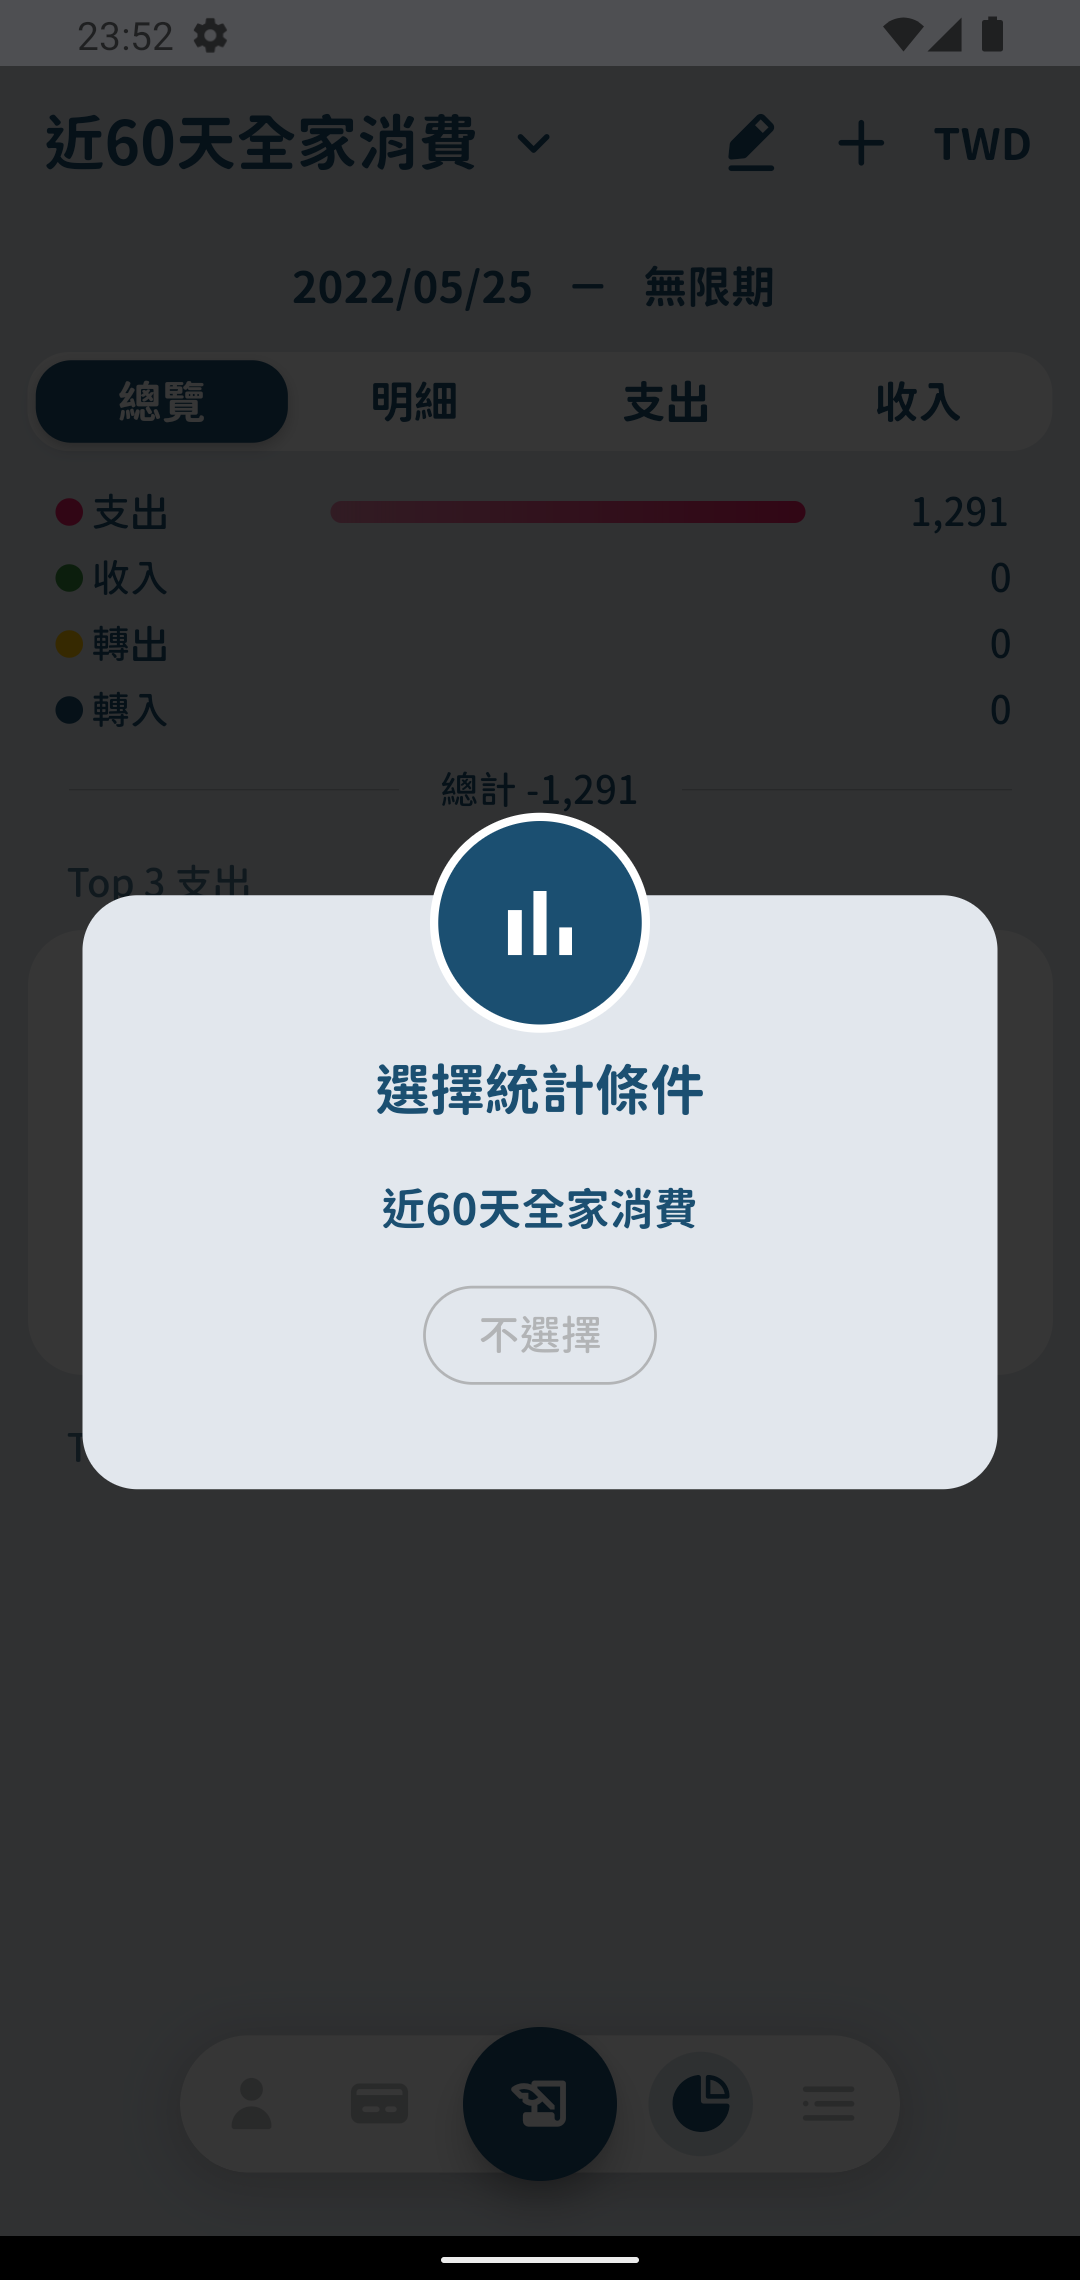 23:52
近60天全家消費
TWD
2022/05/25 － 無限期
總覽 明細 支出 收入
支出 1,291
收入 0
轉出 0
轉入 0
總計 -1,291
Top 3 支出
選擇統計條件
近60天全家消費
不選擇